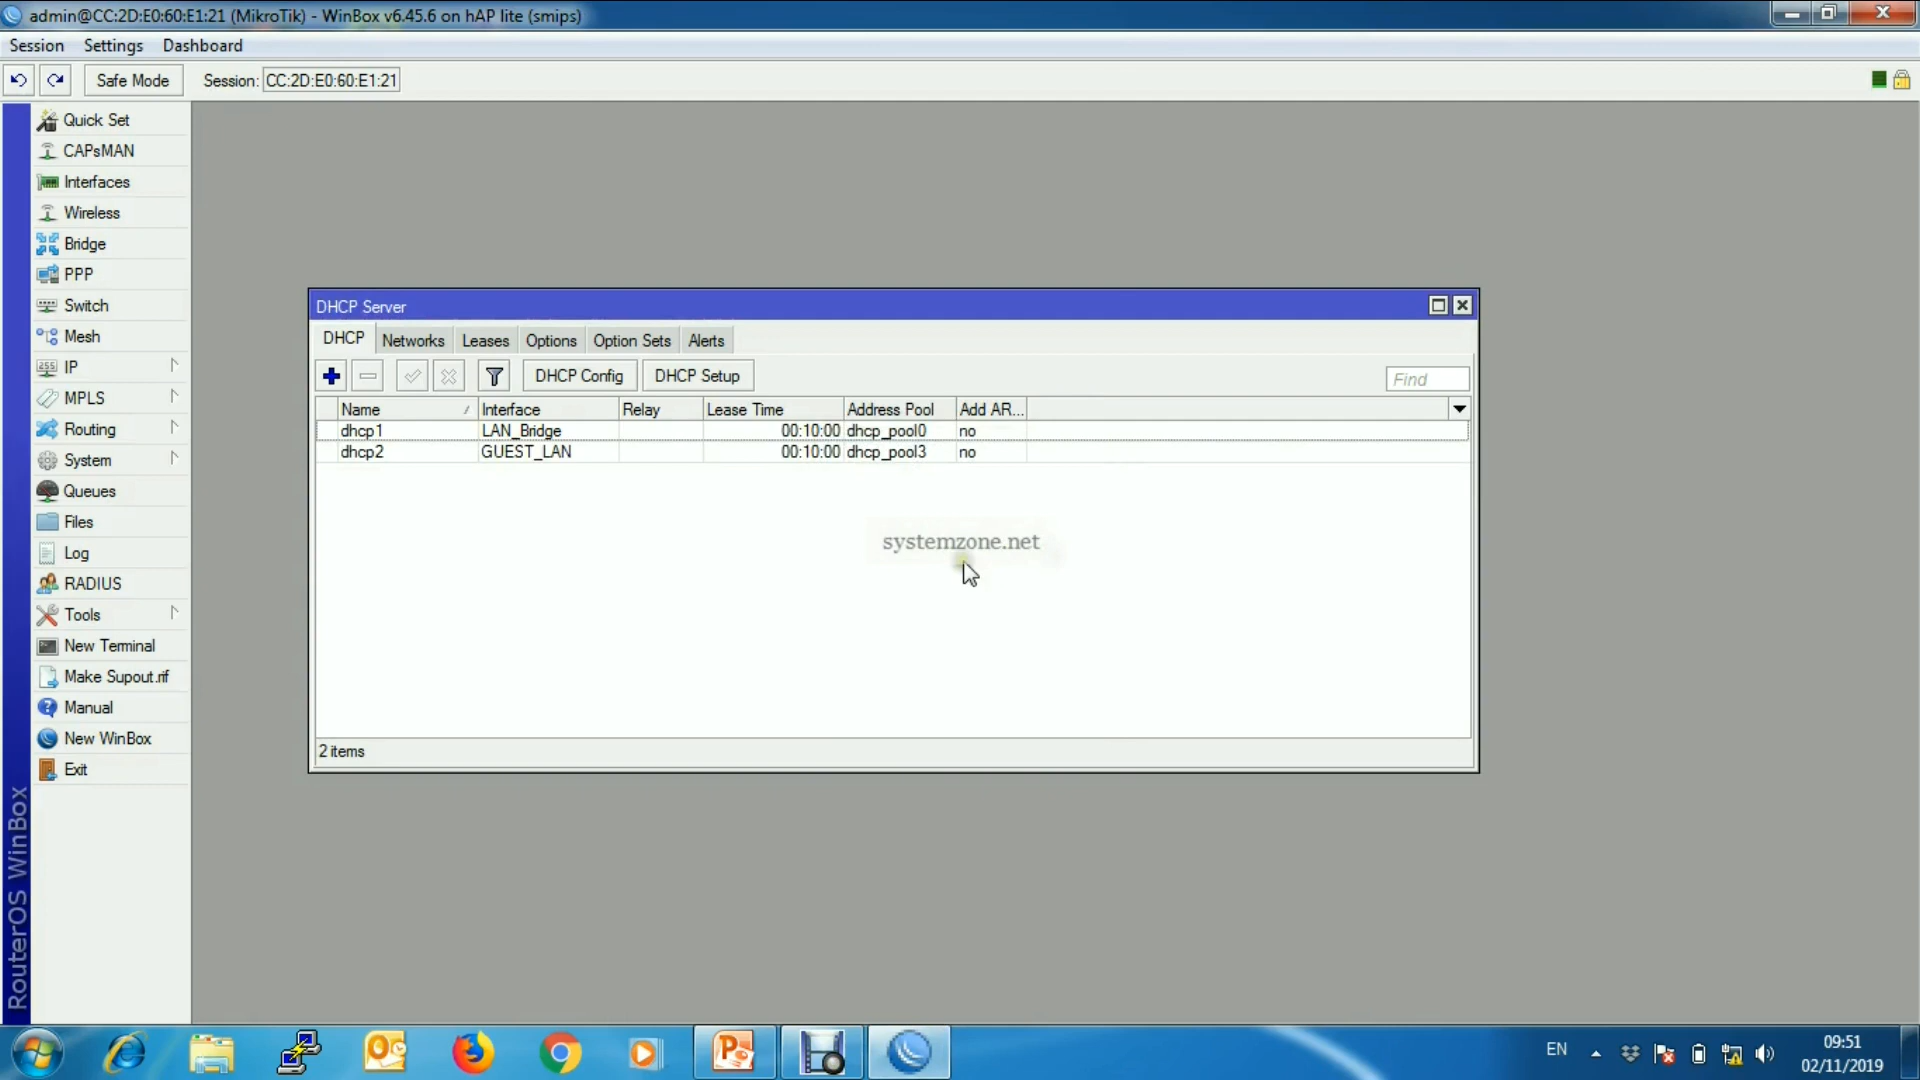 admin@CC:2D:E0:60:E1:21 (MikroTik) - WinBox v6.45.6 on hAP lite (smips)
Session Settings Dashboard
Safe Mode Session: CC:2D:E0:60:E1:21
Quick Set
CAPsMAN
Interfaces
Wireless
Bridge
PPP
Switch
Mesh
IP
MPLS
Routing
System
Queues
Files
Log
RADIUS
Tools
New Terminal
Make Supout.rif
Manual
New WinBox
Exit
RouterOS WinBox
DHCP Server
DHCP Networks Leases Options Option Sets Alerts
DHCP Config DHCP Setup Find
Name Interface Relay Lease Time Address Pool Add AR...
dhcp1 LAN_Bridge 00:10:00 dhcp_pool0 no
dhcp2 GUEST_LAN 00:10:00 dhcp_pool3 no
systemzone.net
2 items
EN 09:51
02/11/2019